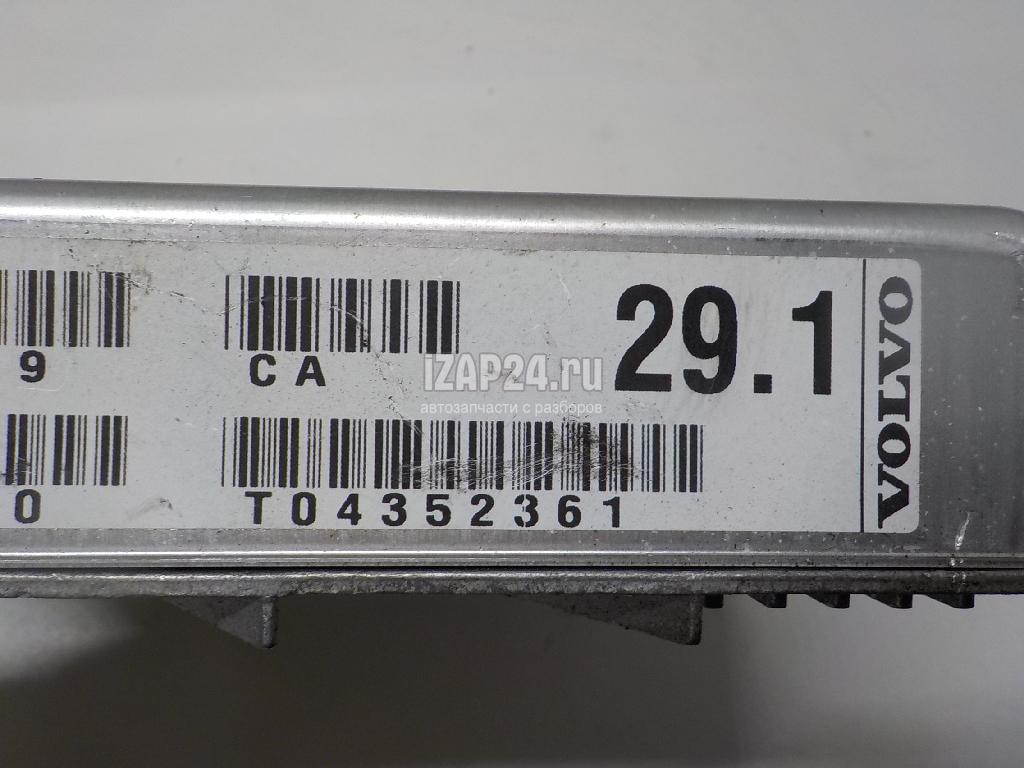 9 CA 29.1
iZAP24.ru
автозапчасти с разборов
0 T04352361
VOLVO